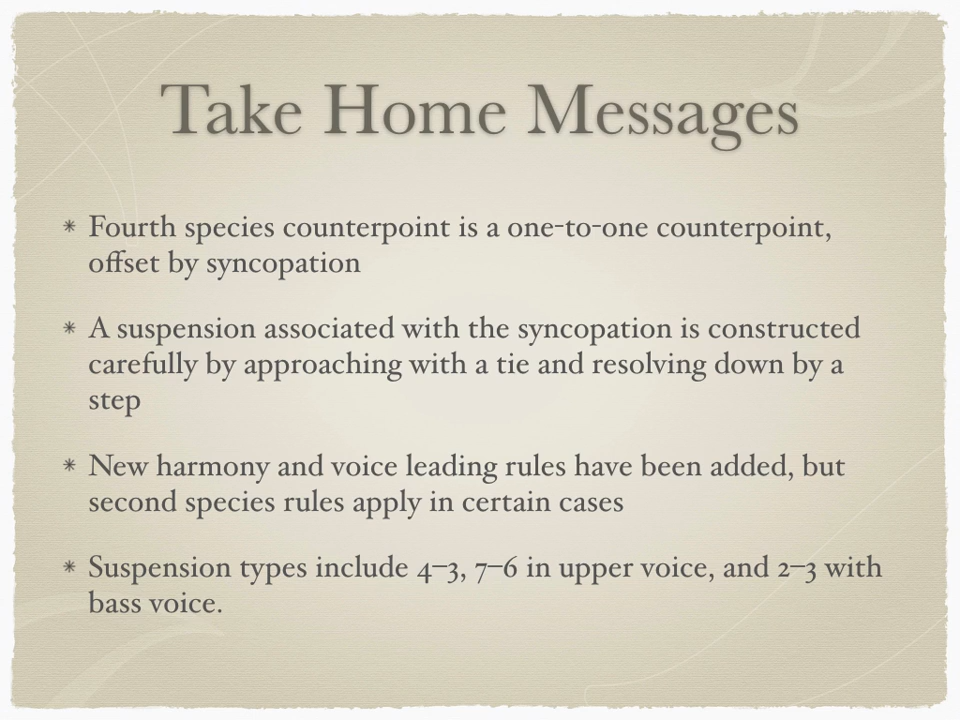 Take Home Messages
* Fourth species counterpoint is a one-to-one counterpoint,
offset by syncopation
* A suspension associated with the syncopation is constructed
carefully by approaching with a tie and resolving down by a
step
* New harmony and voice leading rules have been added, but
second species rules apply in certain cases
* Suspension types include 4–3, 7–6 in upper voice, and 2–3 with
bass voice.